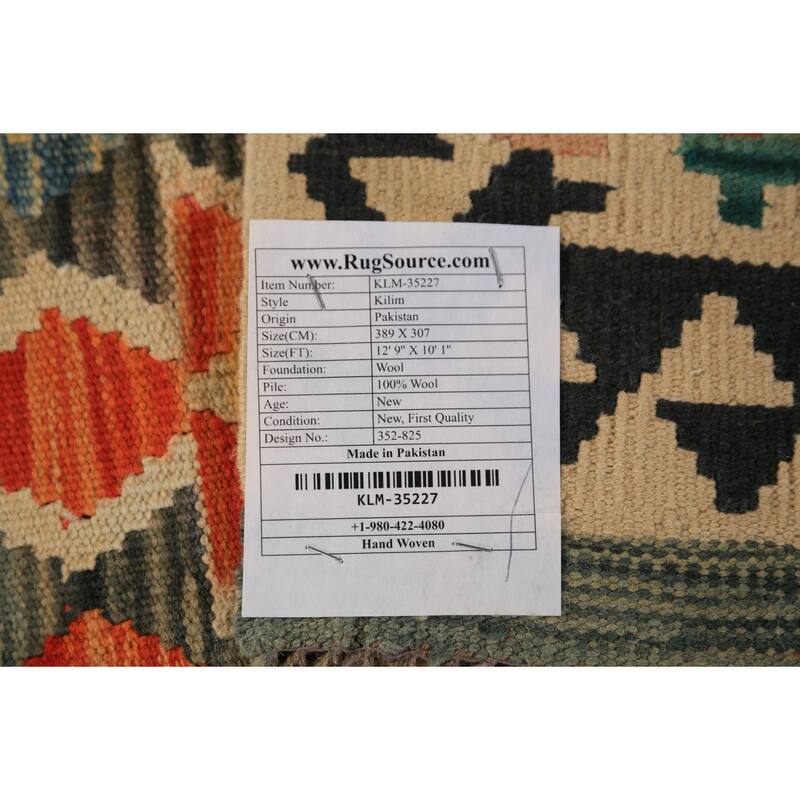 www.RugSource.com
Item Number: KLM-35227
Style Kilim
Origin Pakistan
Size(CM): 389 X 307
Size(FT): 12' 9" X 10' 1"
Foundation: Wool
Pile: 100% Wool
Age: New
Condition: New, First Quality
Design No.: 352-825
Made in Pakistan
KLM-35227
+1-980-422-4080
Hand Woven